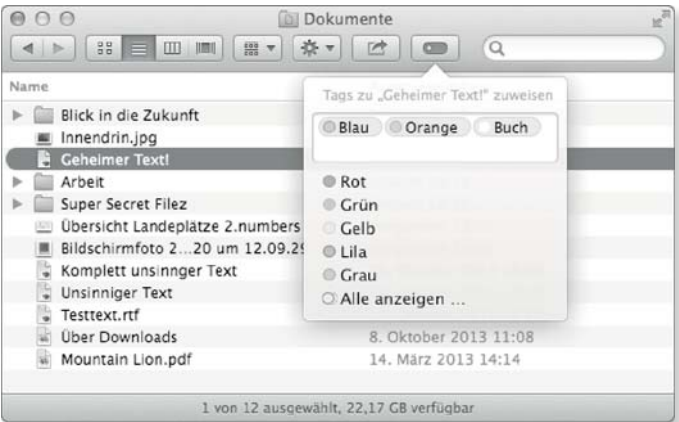 Dokumente
Name
Blick in die Zukunft
Innendrin.jpg
Geheimer Text!
Arbeit
Super Secret Filez
Übersicht Landeplätze 2.numbers
Bildschirmfoto 2...20 um 12.09.29
Komplett unsinnger Text
Unsinniger Text
Testtext.rtf
Über Downloads 8. Oktober 2013 11:08
Mountain Lion.pdf 14. März 2013 14:14
Tags zu „Geheimer Text!" zuweisen
Blau Orange Buch
Rot
Grün
Gelb
Lila
Grau
Alle anzeigen ...
1 von 12 ausgewählt, 22,17 GB verfügbar